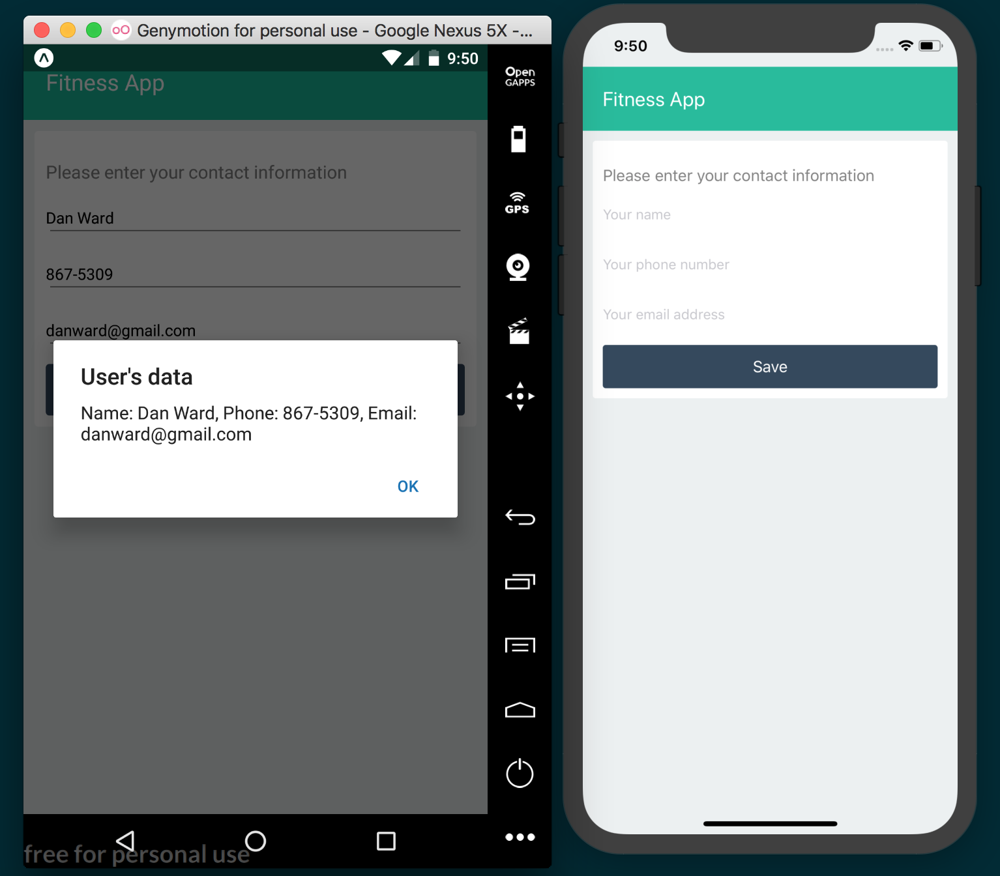 Genymotion for personal use - Google Nexus 5X -...
9:50
Fitness App
Please enter your contact information
Dan Ward
867-5309
danward@gmail.com
User's data
Name: Dan Ward, Phone: 867-5309, Email:
danward@gmail.com
OK
free for personal use
Open
GAPPS
GPS
9:50
Fitness App
Please enter your contact information
Your name
Your phone number
Your email address
Save